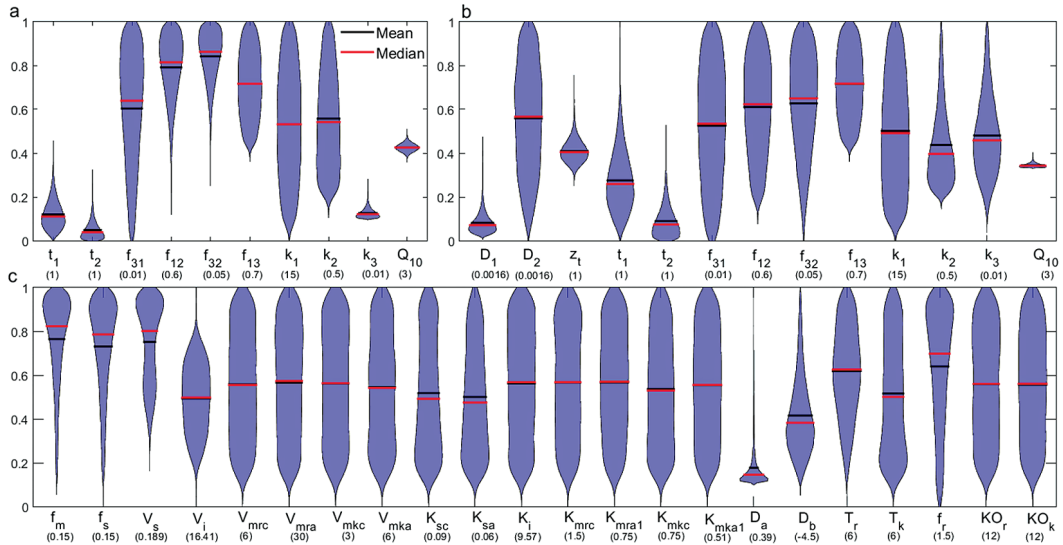 a
b
Mean
Median
1
0.8
0.6
0.4
0.2
0
t1 t2 f31 f12 f32 f13 k1 k2 k3 Q10
(1) (1) (0.01) (0.6) (0.05) (0.7) (15) (0.5) (0.01) (3)
1
0.8
0.6
0.4
0.2
0
D1 D2 zt t1 t2 f31 f12 f32 f13 k1 k2 k3 Q10
(0.0016) (0.0016) (1) (1) (1) (0.01) (0.6) (0.05) (0.7) (15) (0.5) (0.01) (3)
c
1
0.8
0.6
0.4
0.2
0
fm fs Vs Vi Vmrc Vmra Vmkc Vmka Ksc Ksa Ki Kmrc Kmra1 Kmkc Kmka1 Da Db Tr Tk fr KOr KOk
(0.15) (0.15) (0.189) (16.41) (6) (30) (3) (6) (0.09) (0.06) (9.57) (1.5) (0.75) (0.75) (0.51) (0.39) (-4.5) (6) (6) (1.5) (12) (12)